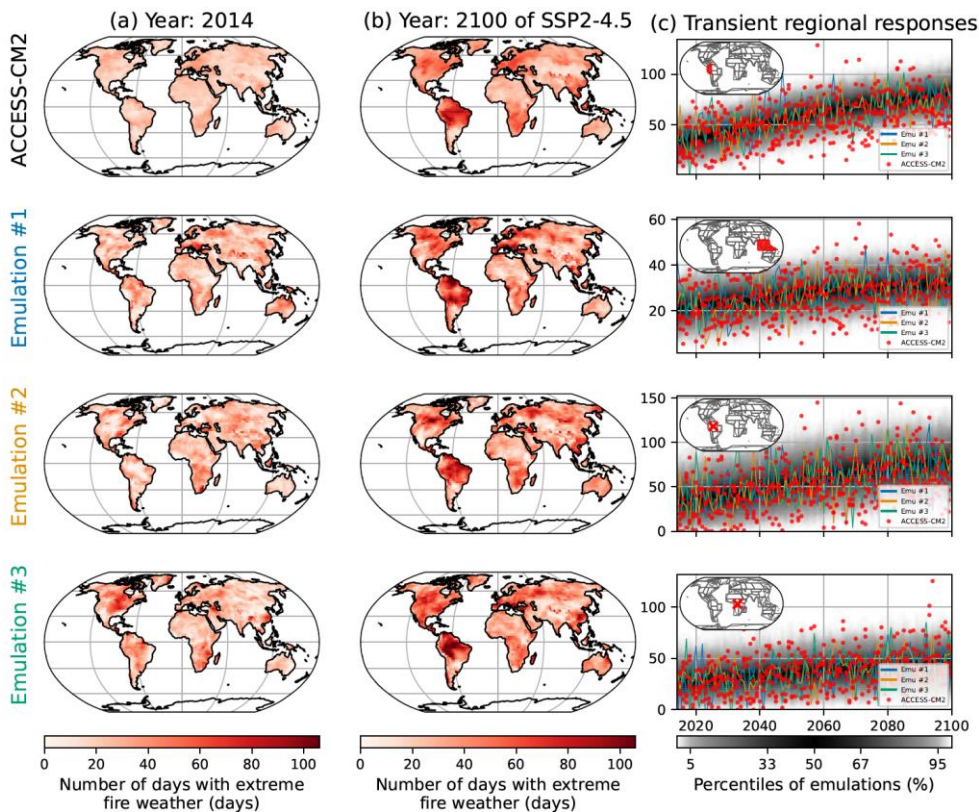 (a) Year: 2014
(b) Year: 2100 of SSP2-4.5
(c) Transient regional responses
ACCESS-CM2
100
50
Emu #1
Emu #2
Emu #3
ACCESS-CM2
Emulation #1
60
40
20
Emu #1
Emu #2
Emu #3
ACCESS-CM2
Emulation #2
150
100
50
0
Emu #1
Emu #2
Emu #3
ACCESS-CM2
Emulation #3
100
50
0
Emu #1
Emu #2
Emu #3
ACCESS-CM2
2020 2040 2060 2080 2100
0 20 40 60 80 100
Number of days with extreme
fire weather (days)
0 20 40 60 80 100
Number of days with extreme
fire weather (days)
5 33 50 67 95
Percentiles of emulations (%)